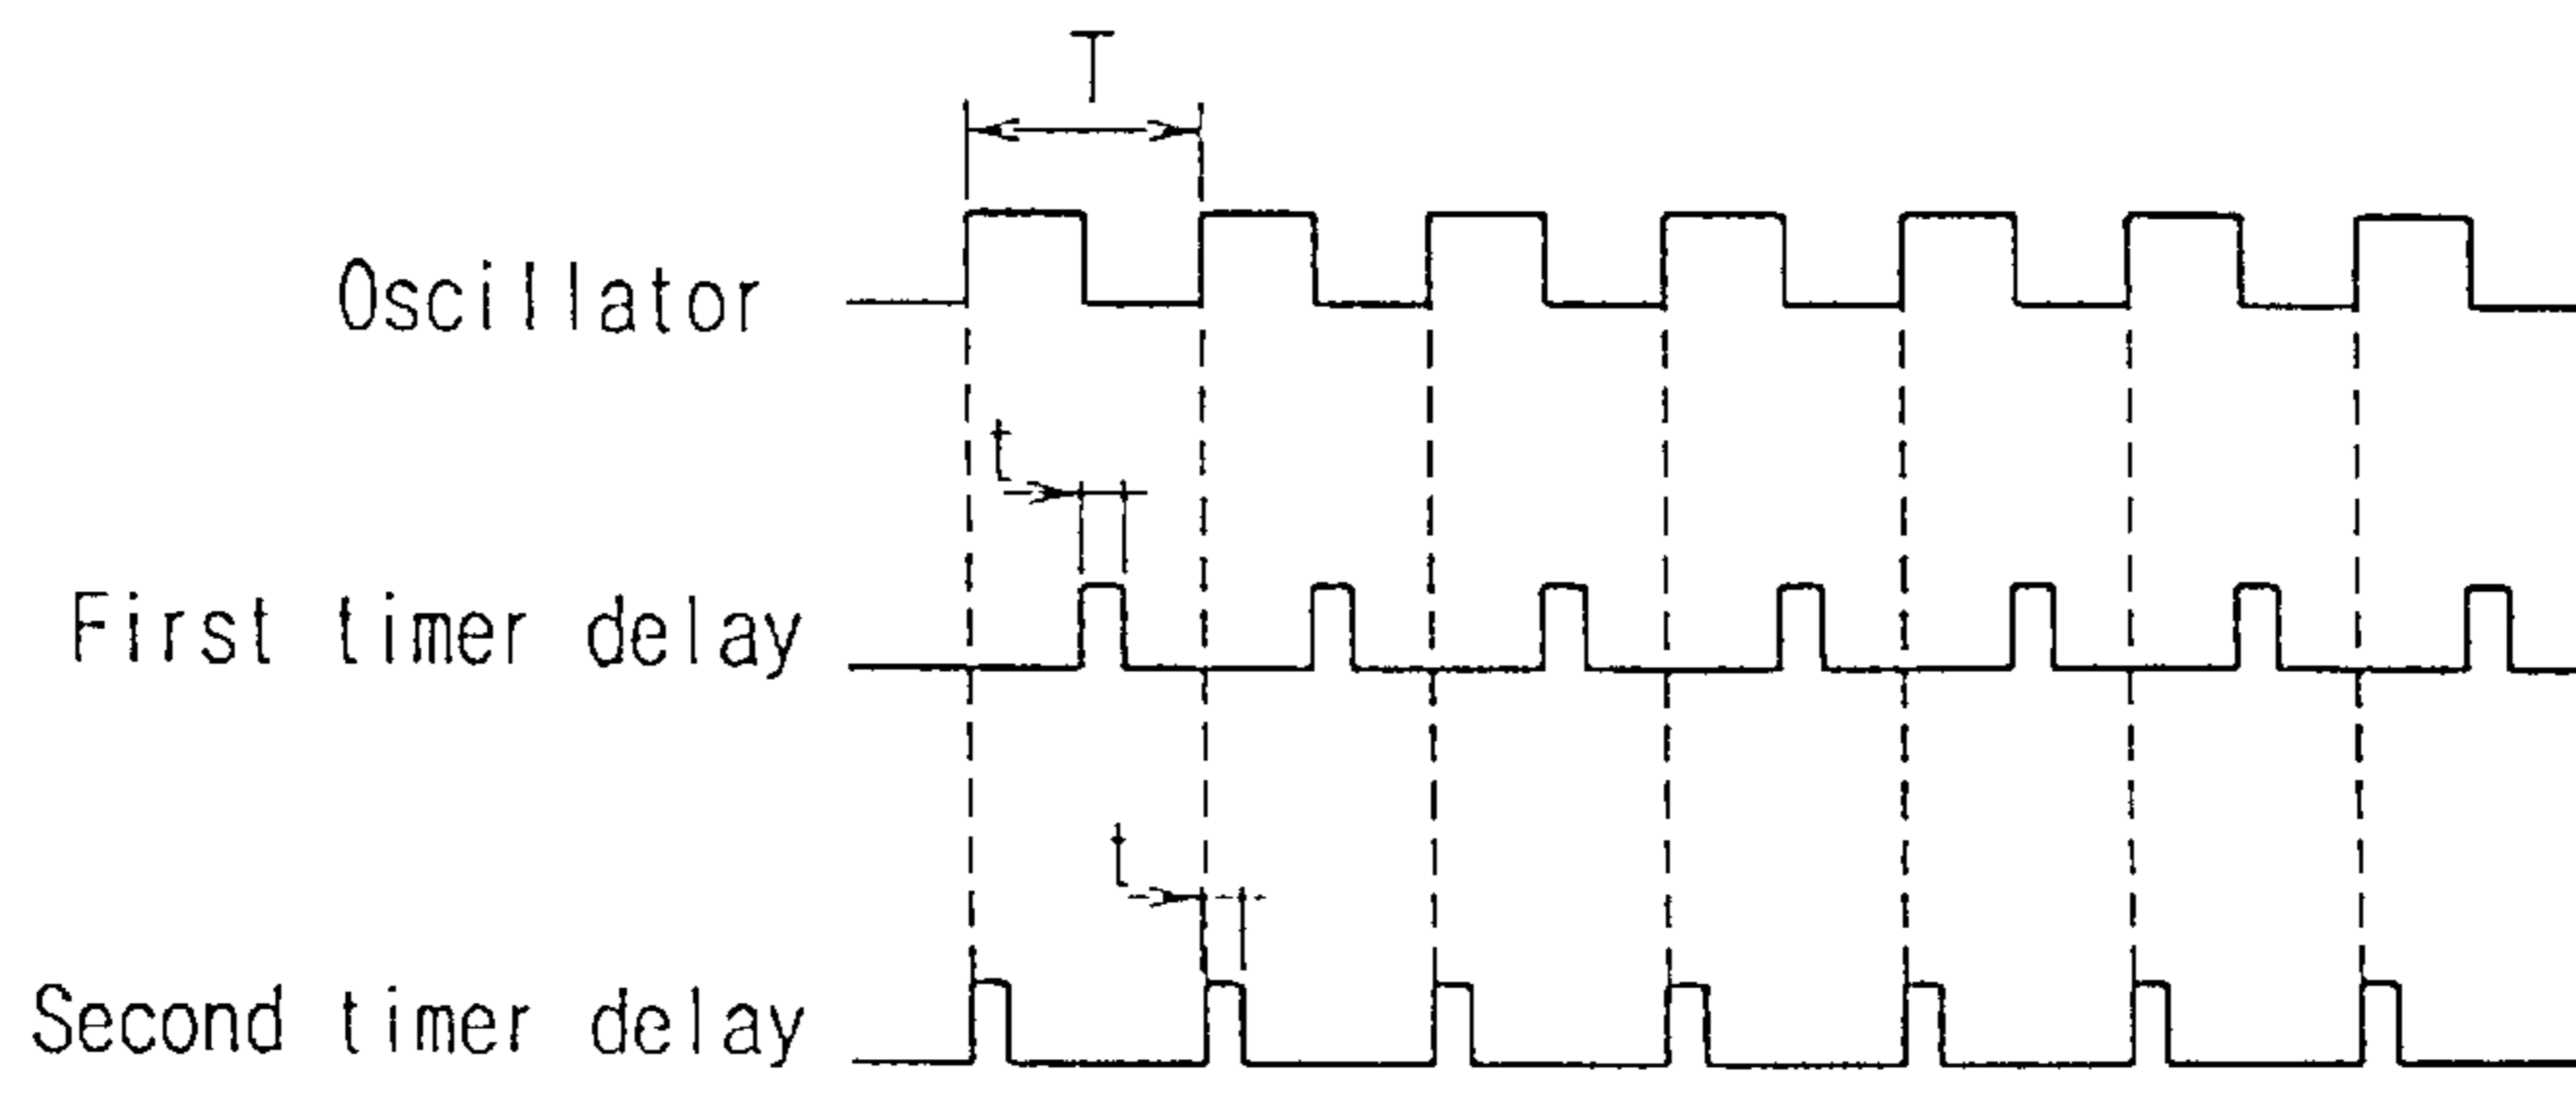 T
Oscillator
t
First timer delay
t
Second timer delay